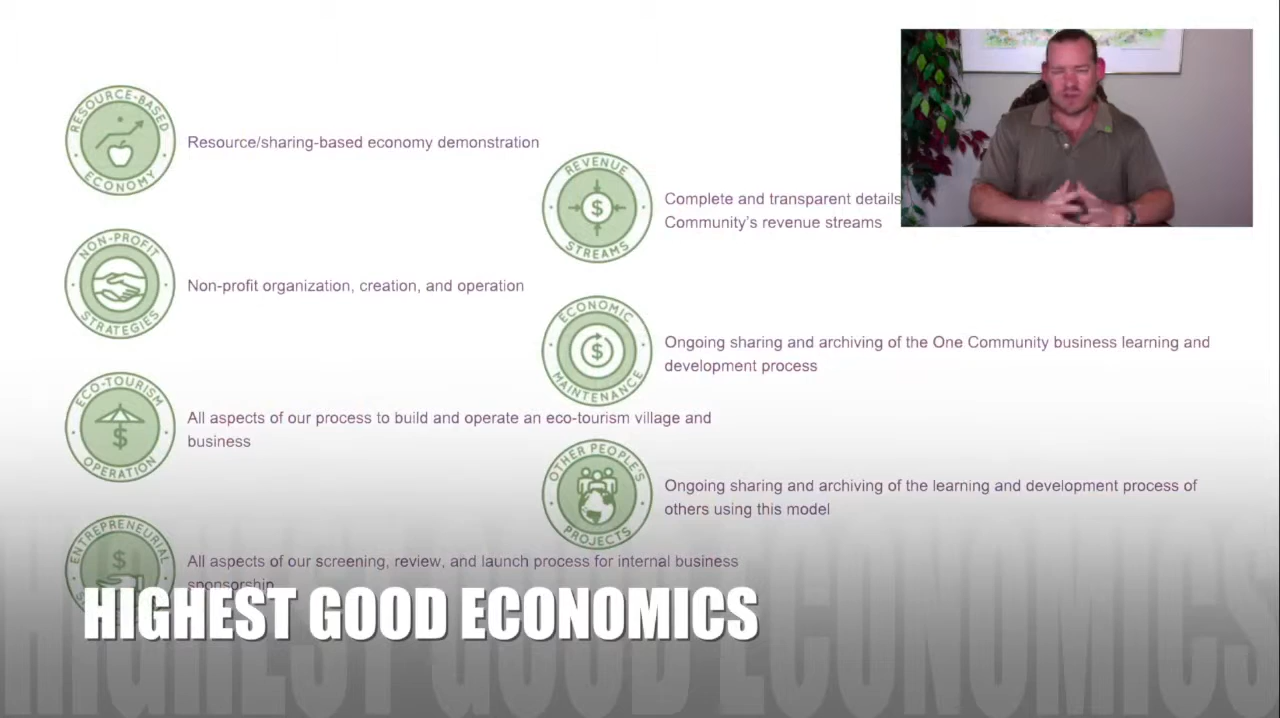 RESOURCE-BASED
ECONOMY
Resource/sharing-based economy demonstration
NON-PROFIT
STRATEGIES
Non-profit organization, creation, and operation
ECO-TOURISM
$
OPERATION
All aspects of our process to build and operate an eco-tourism village and
business
ENTREPRENEURIAL
$
All aspects of our screening, review, and launch process for internal business
sponsorship
REVENUE
$
STREAMS
Complete and transparent details
Community's revenue streams
ECONOMIC
$
MAINTENANCE
Ongoing sharing and archiving of the One Community business learning and
development process
OTHER PEOPLE'S
PROJECTS
Ongoing sharing and archiving of the learning and development process of
others using this model
HIGHEST GOOD ECONOMICS
HIGHEST GOOD ECONOMICS